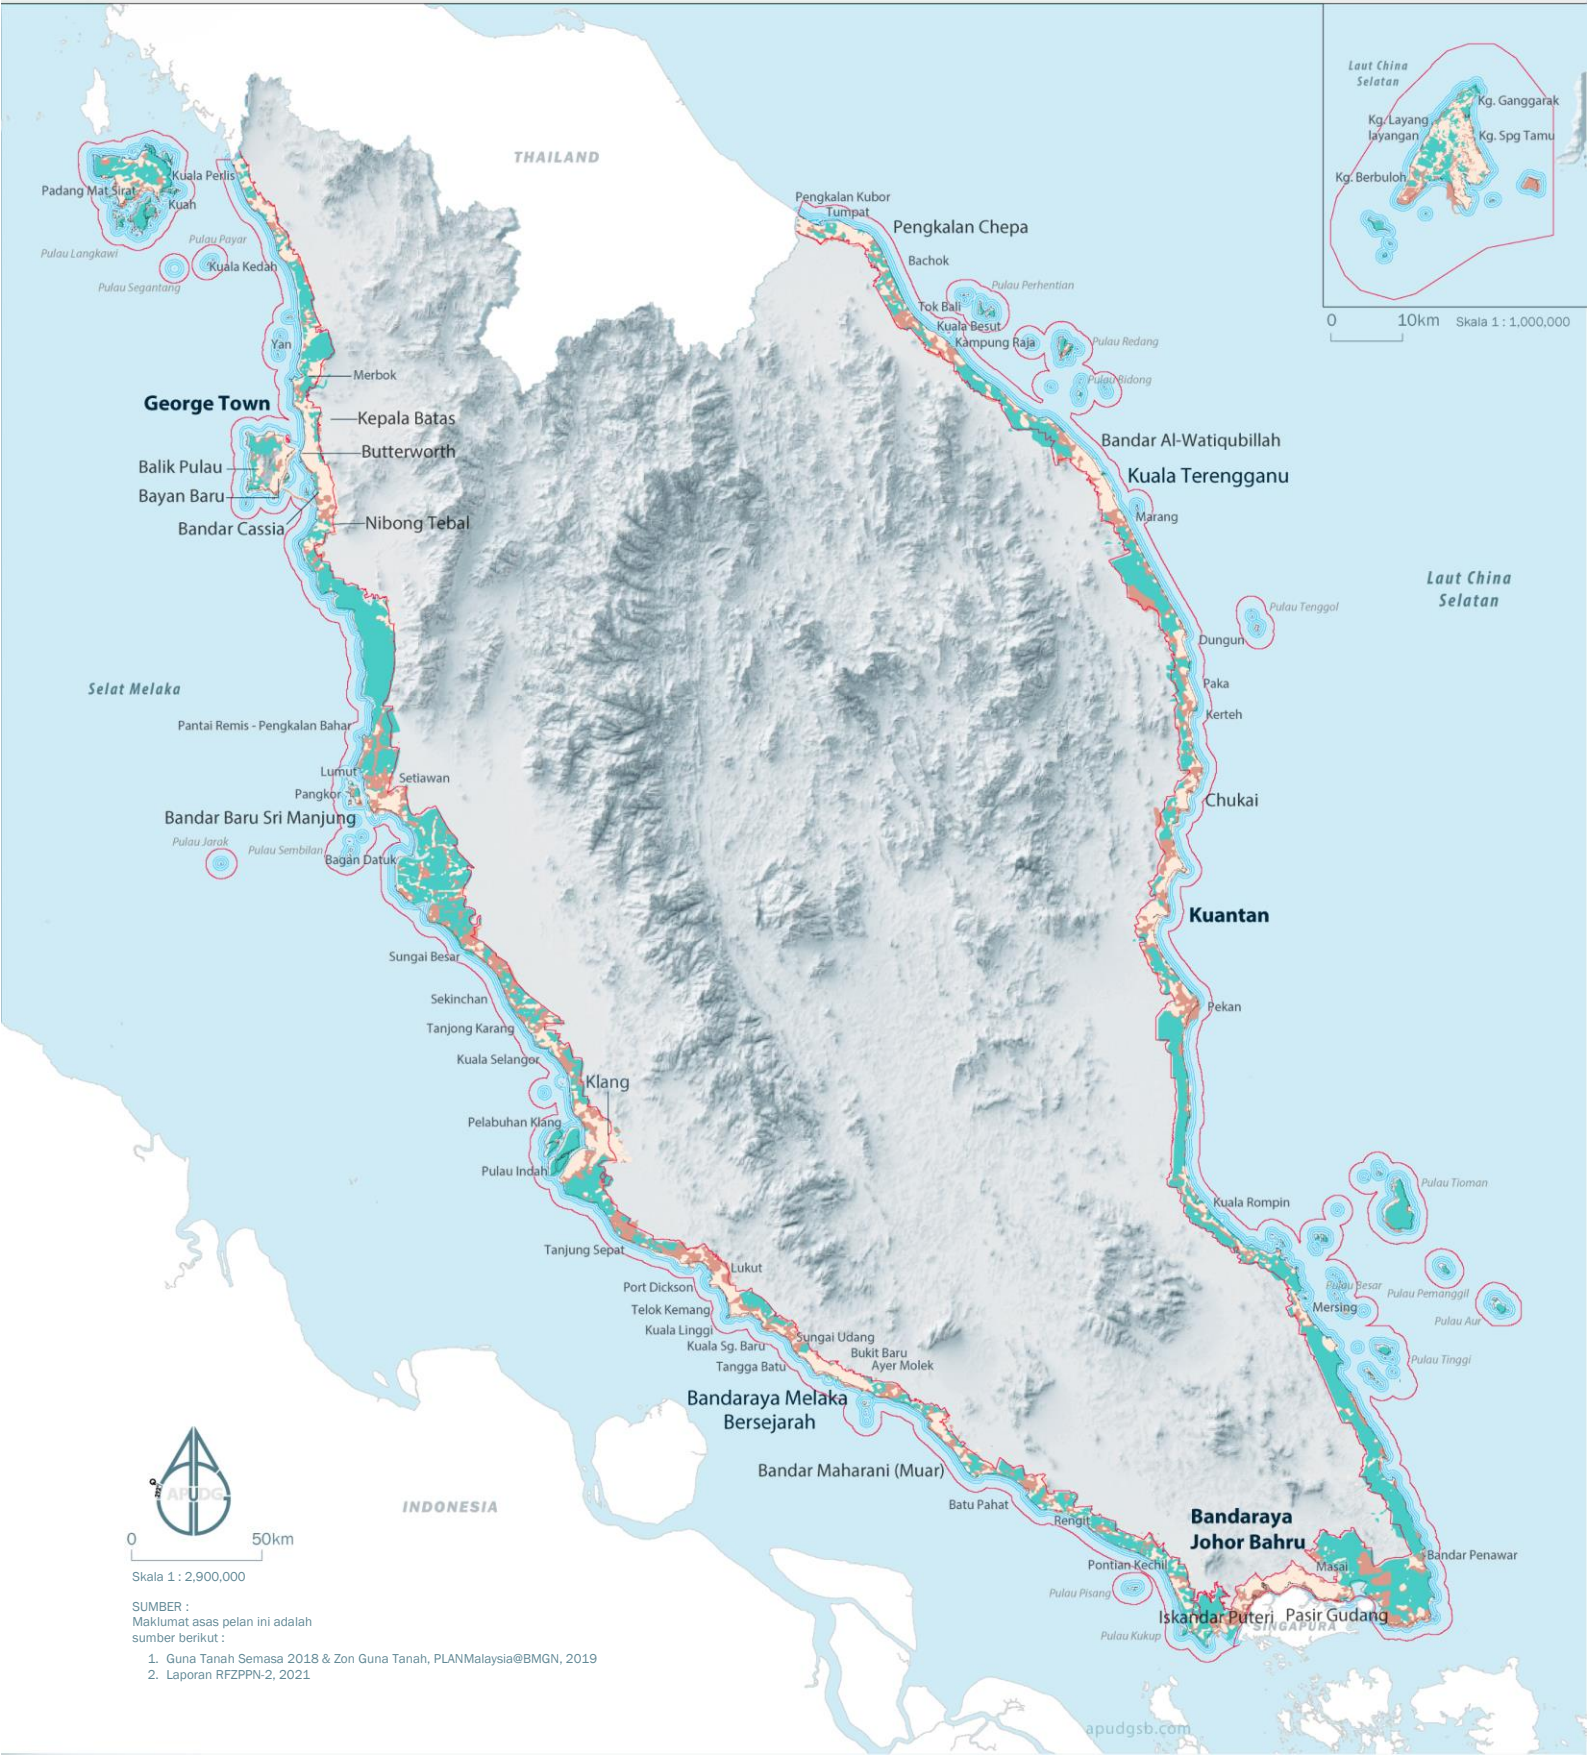 Laut China
Selatan
Kg. Ganggarak
Kg. Layang
layangan
Kg. Spg Tamu
Kg. Berbuloh
0 10km Skala 1 : 1,000,000
THAILAND
Kuala Perlis
Padang Mat Sirat
Kuah
Pulau Langkawi
Pulau Payar
Kuala Kedah
Pulau Segantang
Yan
Merbok
George Town
Kepala Batas
Butterworth
Balik Pulau
Bayan Baru
Bandar Cassia
Nibong Tebal
Pengkalan Kubor
Tumpat
Pengkalan Chepa
Bachok
Pulau Perhentian
Tok Bali
Kuala Besut
Kampung Raja
Pulau Redang
Pulau Bidong
Bandar Al-Watiqubillah
Kuala Terengganu
Marang
Laut China
Selatan
Pulau Tenggol
Dungun
Paka
Kerteh
Chukai
Kuantan
Pekan
Selat Melaka
Pantai Remis - Pengkalan Bahar
Lumut
Setiawan
Pangkor
Bandar Baru Sri Manjung
Pulau Jarak
Pulau Sembilan
Bagan Datuk
Sungai Besar
Sekinchan
Tanjong Karang
Kuala Selangor
Klang
Pelabuhan Klang
Pulau Indah
Tanjung Sepat
Lukut
Port Dickson
Telok Kemang
Kuala Linggi
Kuala Sg. Baru
Tangga Batu
Sungai Udang
Bukit Baru
Ayer Molek
Bandaraya Melaka
Bersejarah
Bandar Maharani (Muar)
Batu Pahat
Rengit
Pontian Kechil
Pulau Pisang
Pulau Kukup
Kuala Rompin
Pulau Tioman
Pulau Besar
Pulau Pemanggil
Mersing
Pulau Aur
Pulau Tinggi
Bandaraya
Johor Bahru
Masai
Bandar Penawar
Iskandar Puteri
Pasir Gudang
SINGAPURA
INDONESIA
APUDG
0 50km
Skala 1 : 2,900,000
SUMBER :
Maklumat asas pelan ini adalah
sumber berikut :
1. Guna Tanah Semasa 2018 & Zon Guna Tanah, PLANMalaysia@BMGN, 2019
2. Laporan RFZPPN-2, 2021
apudgsb.com